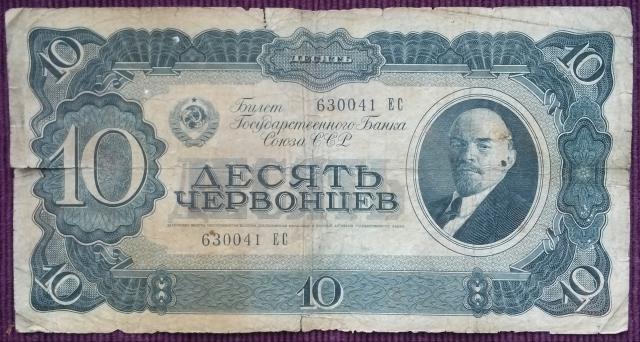 10 ДЕСЯТЬ 10
Билет 630041 ЕС
Государственного Банка
Союза ССР
10
ДЕСЯТЬ
ЧЕРВОНЦЕВ
630041 ЕС
10 10 10